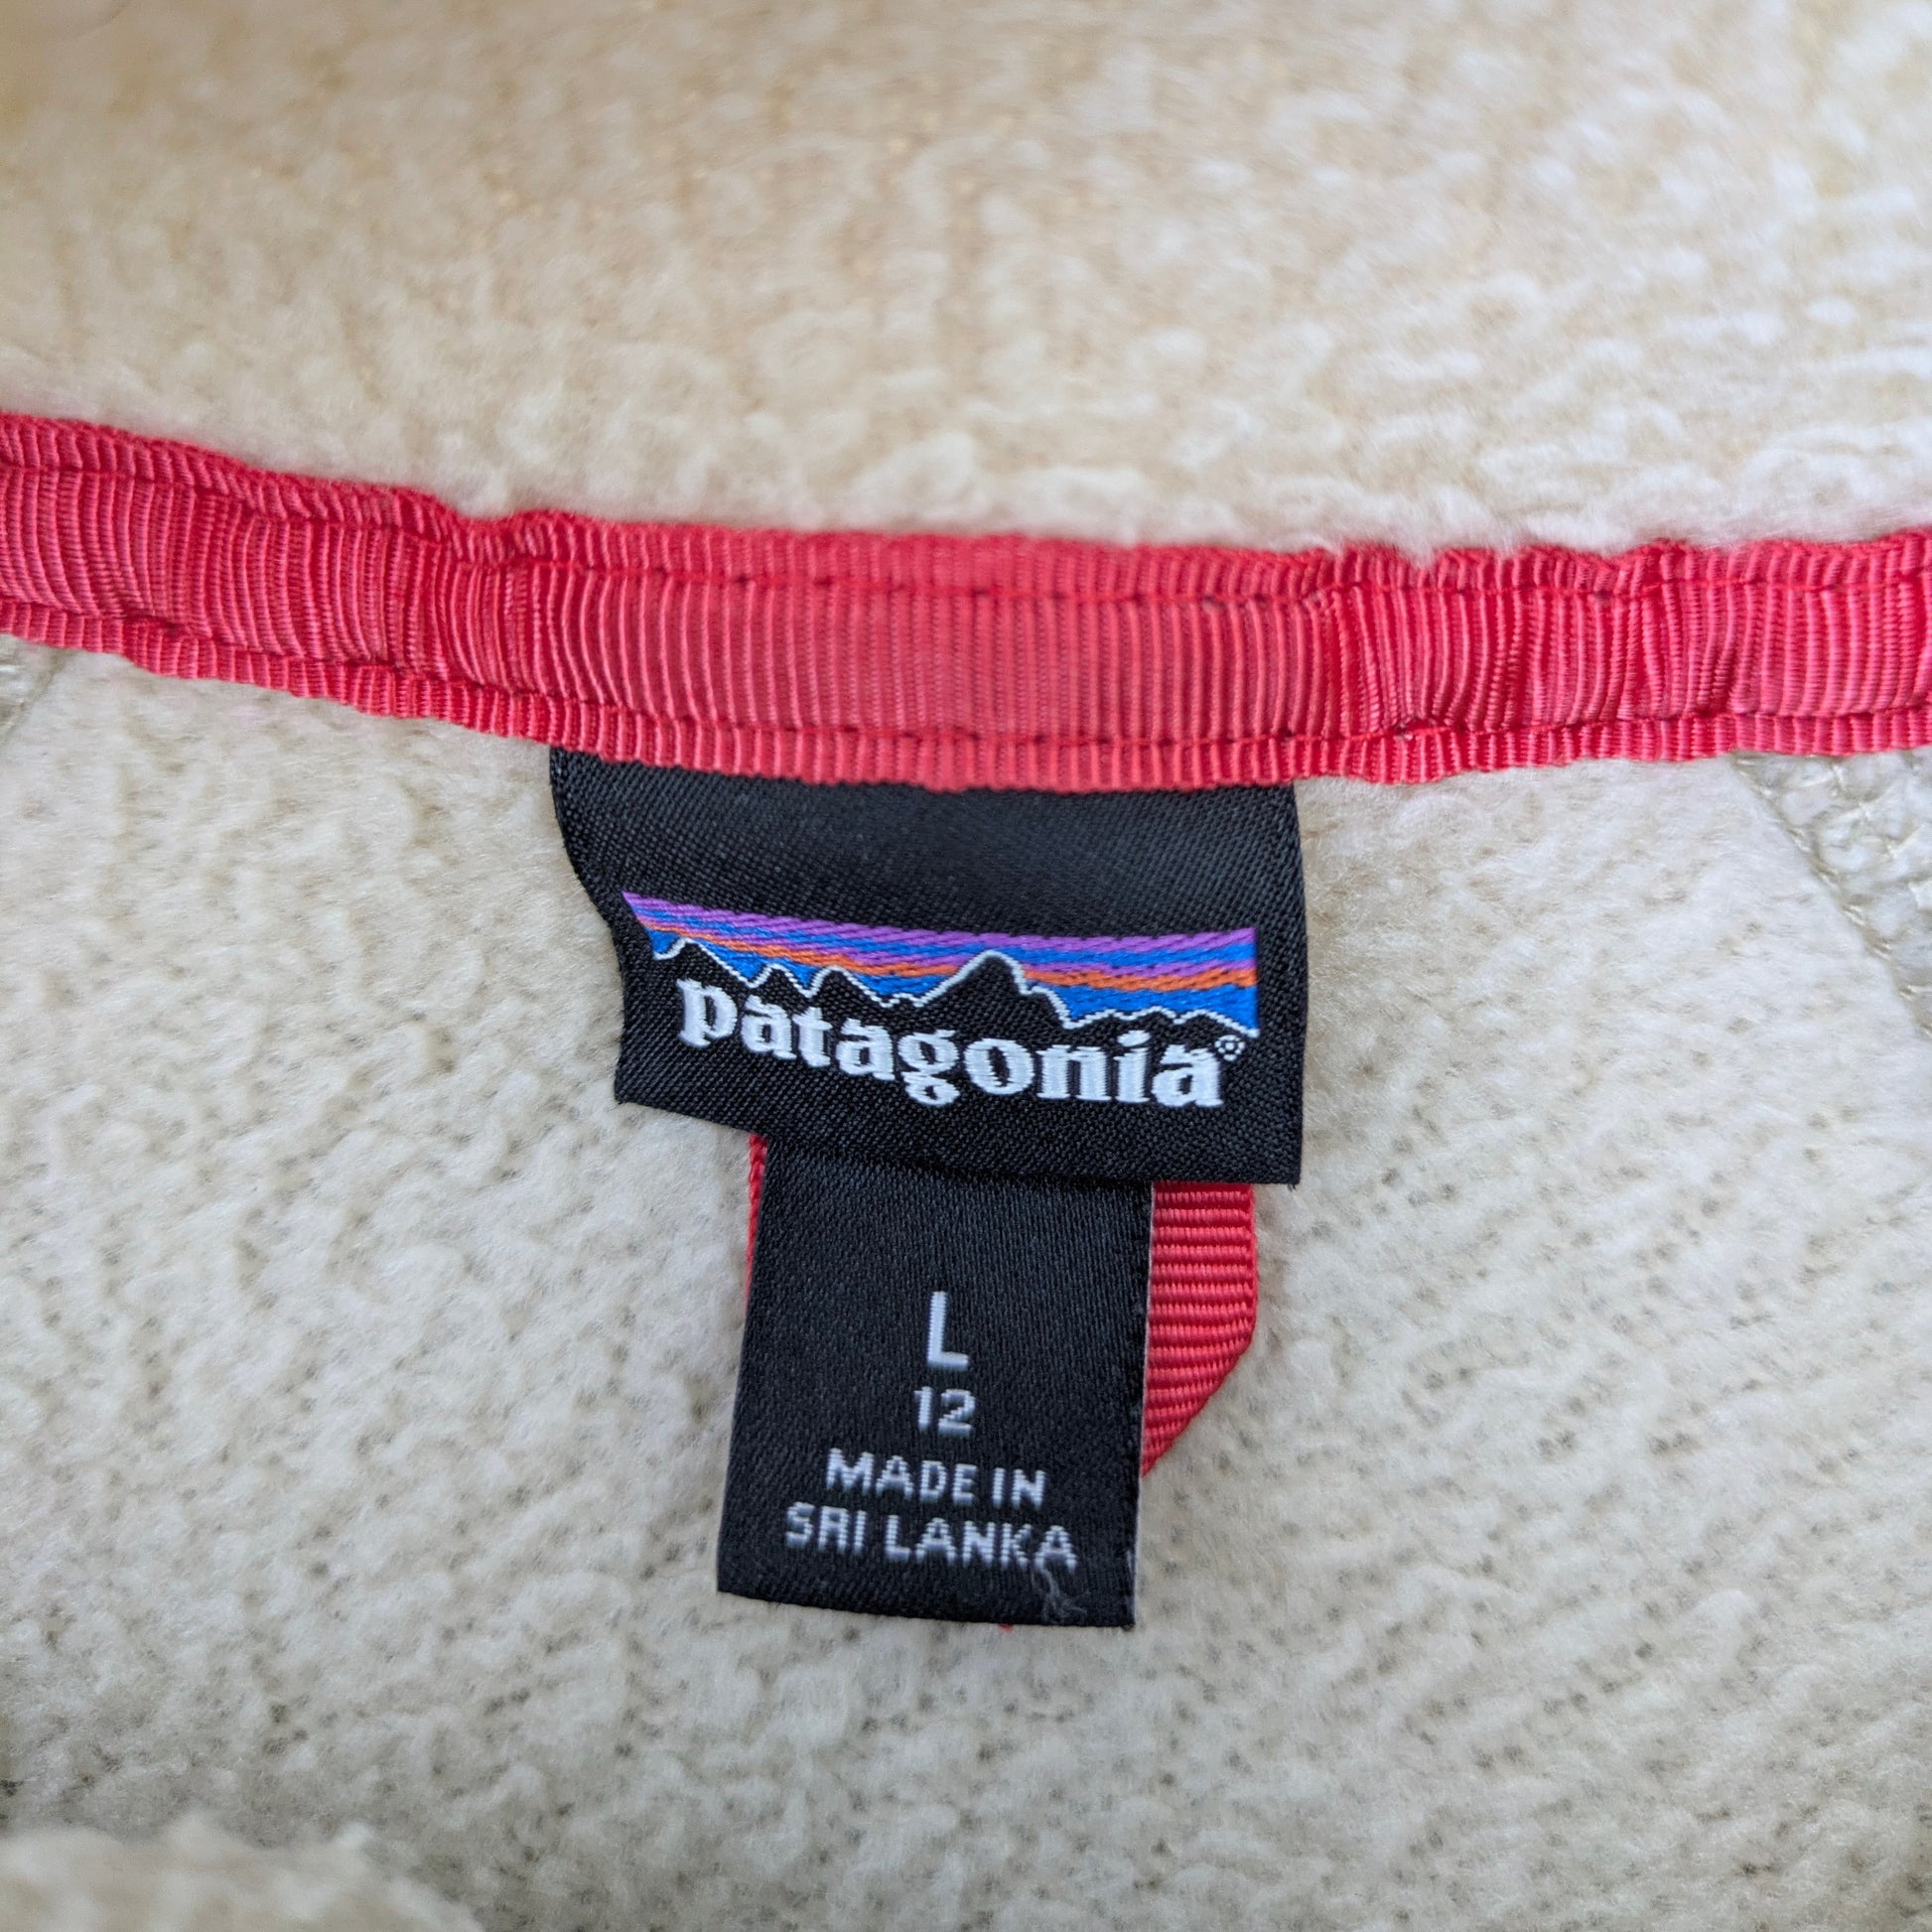 patagonia®
L
12
MADE IN
SRI LANKA